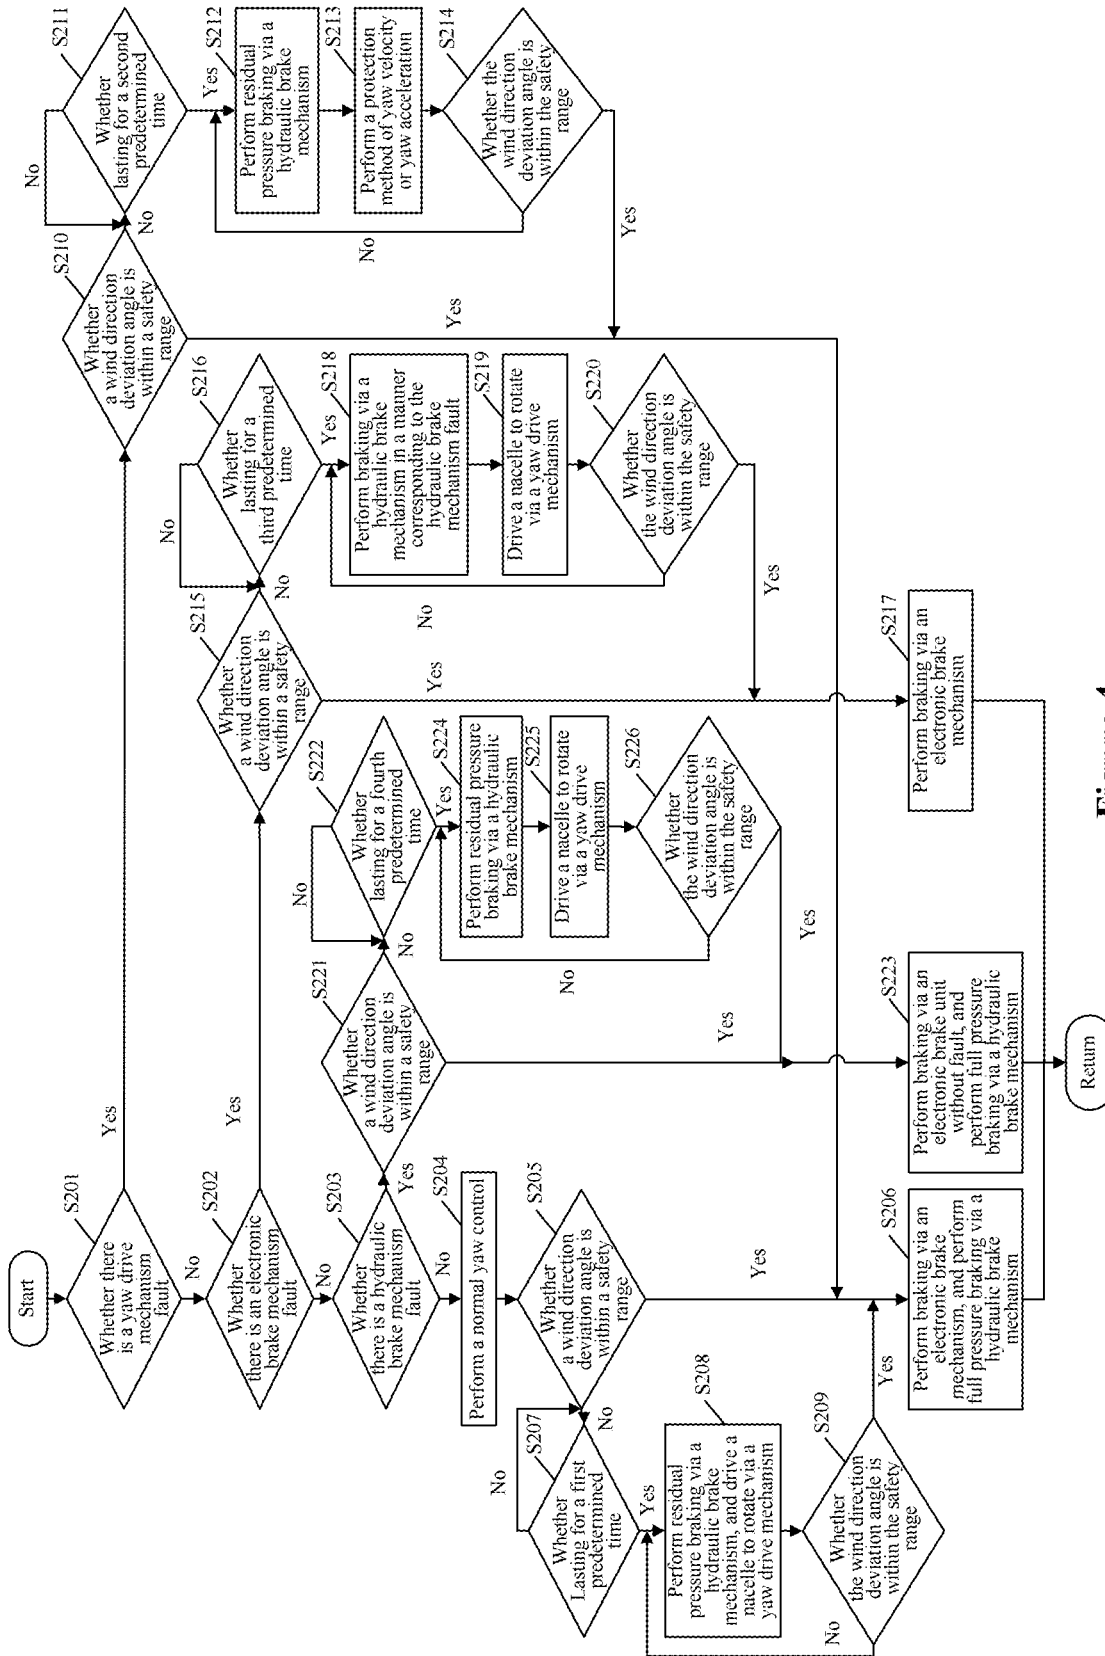 Start
S201
Whether there
is a yaw drive
mechanism
fault
Yes
No
S202
Whether
there is an electronic
brake mechanism
fault
Yes
No
S203
Whether
there is a hydraulic
brake mechanism
fault
Yes
No
S204
Perform a normal yaw control
S205
Whether
a wind direction
deviation angle is
within a safety
range
Yes
No
S206
Perform braking via an
electronic brake
mechanism, and perform
full pressure braking via a
hydraulic brake
mechanism
S207
Whether
Lasting for a first
predetermined
time
No
Yes
S208
Perform residual
pressure braking via a
hydraulic brake
mechanism, and drive a
nacelle to rotate via a
yaw drive mechanism
S209
Whether
the wind direction
deviation angle is
within the safety
range
No
Yes
S210
Whether
a wind direction
deviation angle is
within a safety
range
No
Yes
S211
Whether
lasting for a second
predetermined
time
No
Yes
S212
Perform residual
pressure braking via a
hydraulic brake
mechanism
S213
Perform a protection
method of yaw velocity
or yaw acceleration
S214
Whether the
wind direction
deviation angle is
within the safety
range
No
Yes
S215
Whether
a wind direction
deviation angle is
within a safety
range
No
Yes
S216
Whether
lasting for a
third predetermined
time
No
Yes
S217
Perform braking via an
electronic brake
mechanism
S218
Perform braking via a
hydraulic brake
mechanism in a manner
corresponding to the
hydraulic brake
mechanism fault
S219
Drive a nacelle to rotate
via a yaw drive
mechanism
S220
Whether
the wind direction
deviation angle is
within the safety
range
No
Yes
S221
Whether
a wind direction
deviation angle is
within a safety
range
No
Yes
S222
Whether
lasting for a fourth
predetermined
time
No
Yes
S223
Perform braking via an
electronic brake unit
without fault, and
perform full pressure
braking via a hydraulic
brake mechanism
S224
Perform residual pressure
braking via a hydraulic
brake mechanism
S225
Drive a nacelle to rotate
via a yaw drive
mechanism
S226
Whether
the wind direction
deviation angle is
within the safety
range
No
Yes
Return